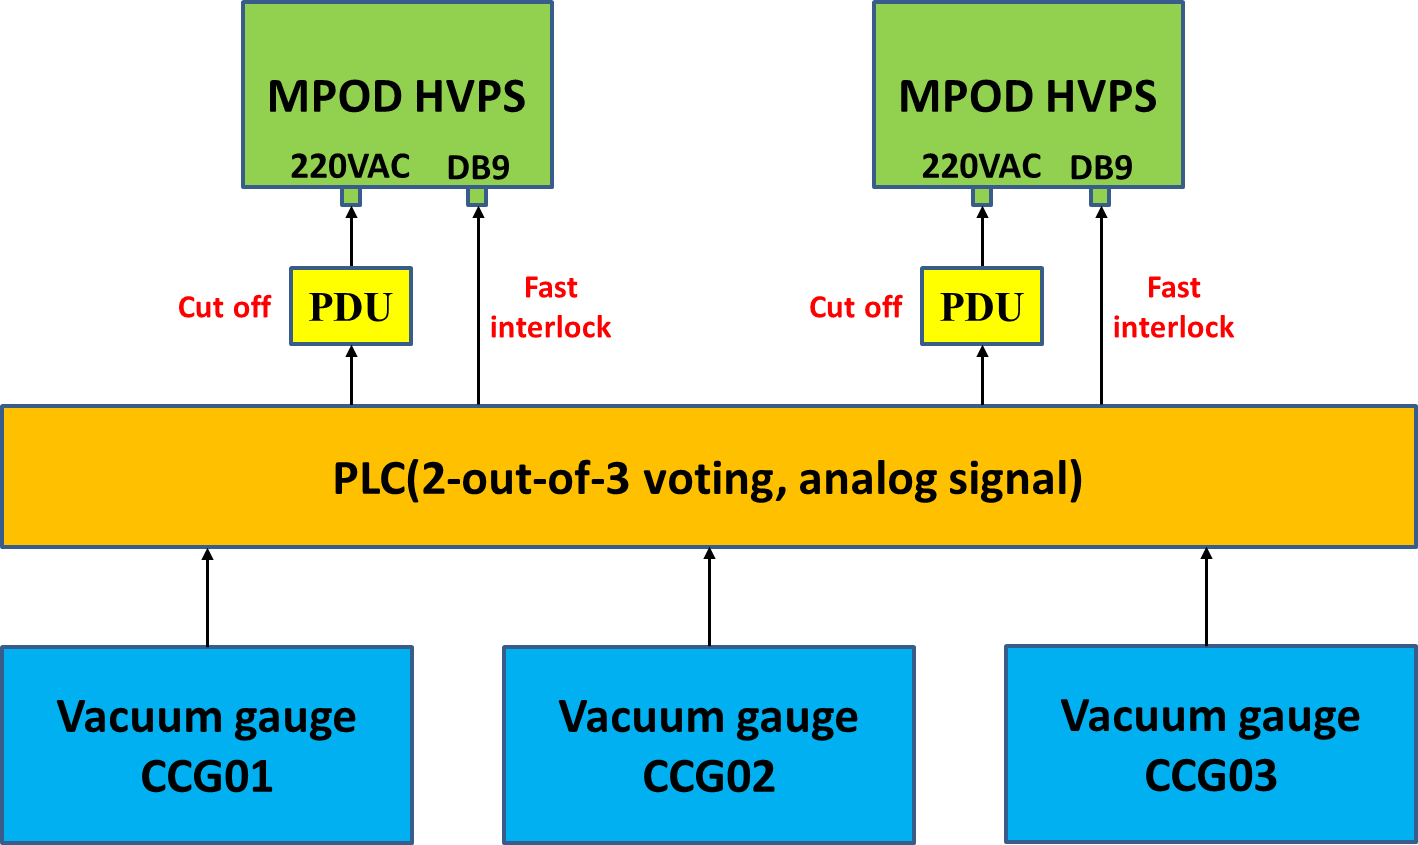 MPOD HVPS
220VAC DB9
MPOD HVPS
220VAC DB9
Cut off
PDU
Fast
interlock
Cut off
PDU
Fast
interlock
PLC(2-out-of-3 voting, analog signal)
Vacuum gauge
CCG01
Vacuum gauge
CCG02
Vacuum gauge
CCG03